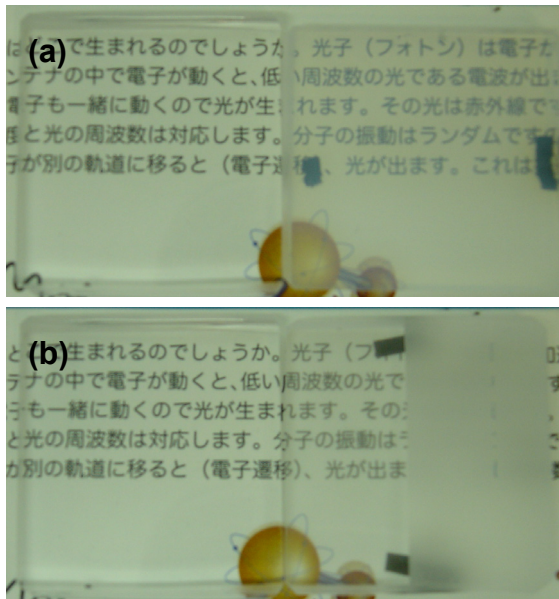 (a)
はどこで生まれるのでしょうか。光子（フォトン）は電子が
ンテナの中で電子が動くと、低い周波数の光である電波が出ま
電子も一緒に動くので光が生まれます。その光は赤外線で
と光の周波数は対応します。分子の振動はランダムです
子が別の軌道に移ると（電子遷移）、光が出ます。これは
(b)
とこで生まれるのでしょうか。光子（フ
テナの中で電子が動くと、低い周波数の光で
子も一緒に動くので光が生まれます。その
と光の周波数は対応します。分子の振動は
が別の軌道に移ると（電子遷移）、光が出ま